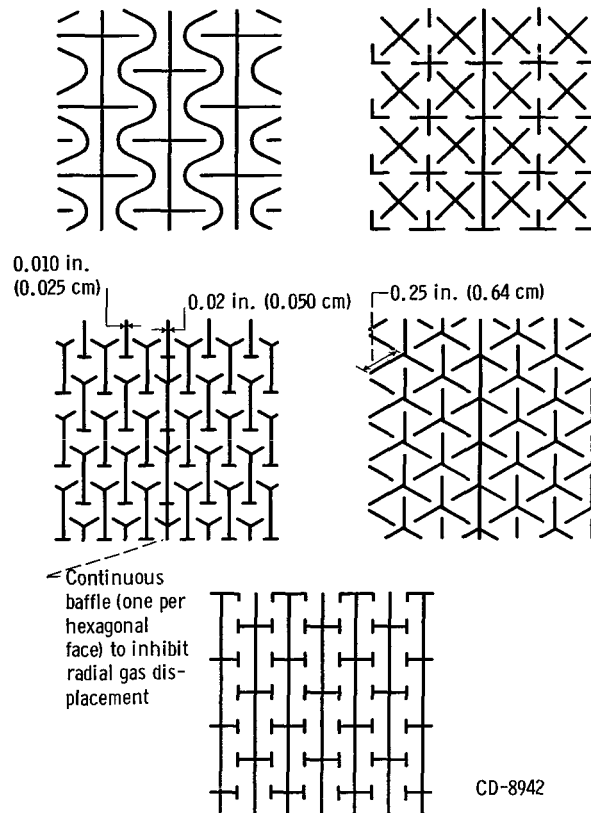 0.010 in.
(0.025 cm)
0.02 in. (0.050 cm)
0.25 in. (0.64 cm)
Continuous
baffle (one per
hexagonal
face) to inhibit
radial gas dis-
placement
CD-8942